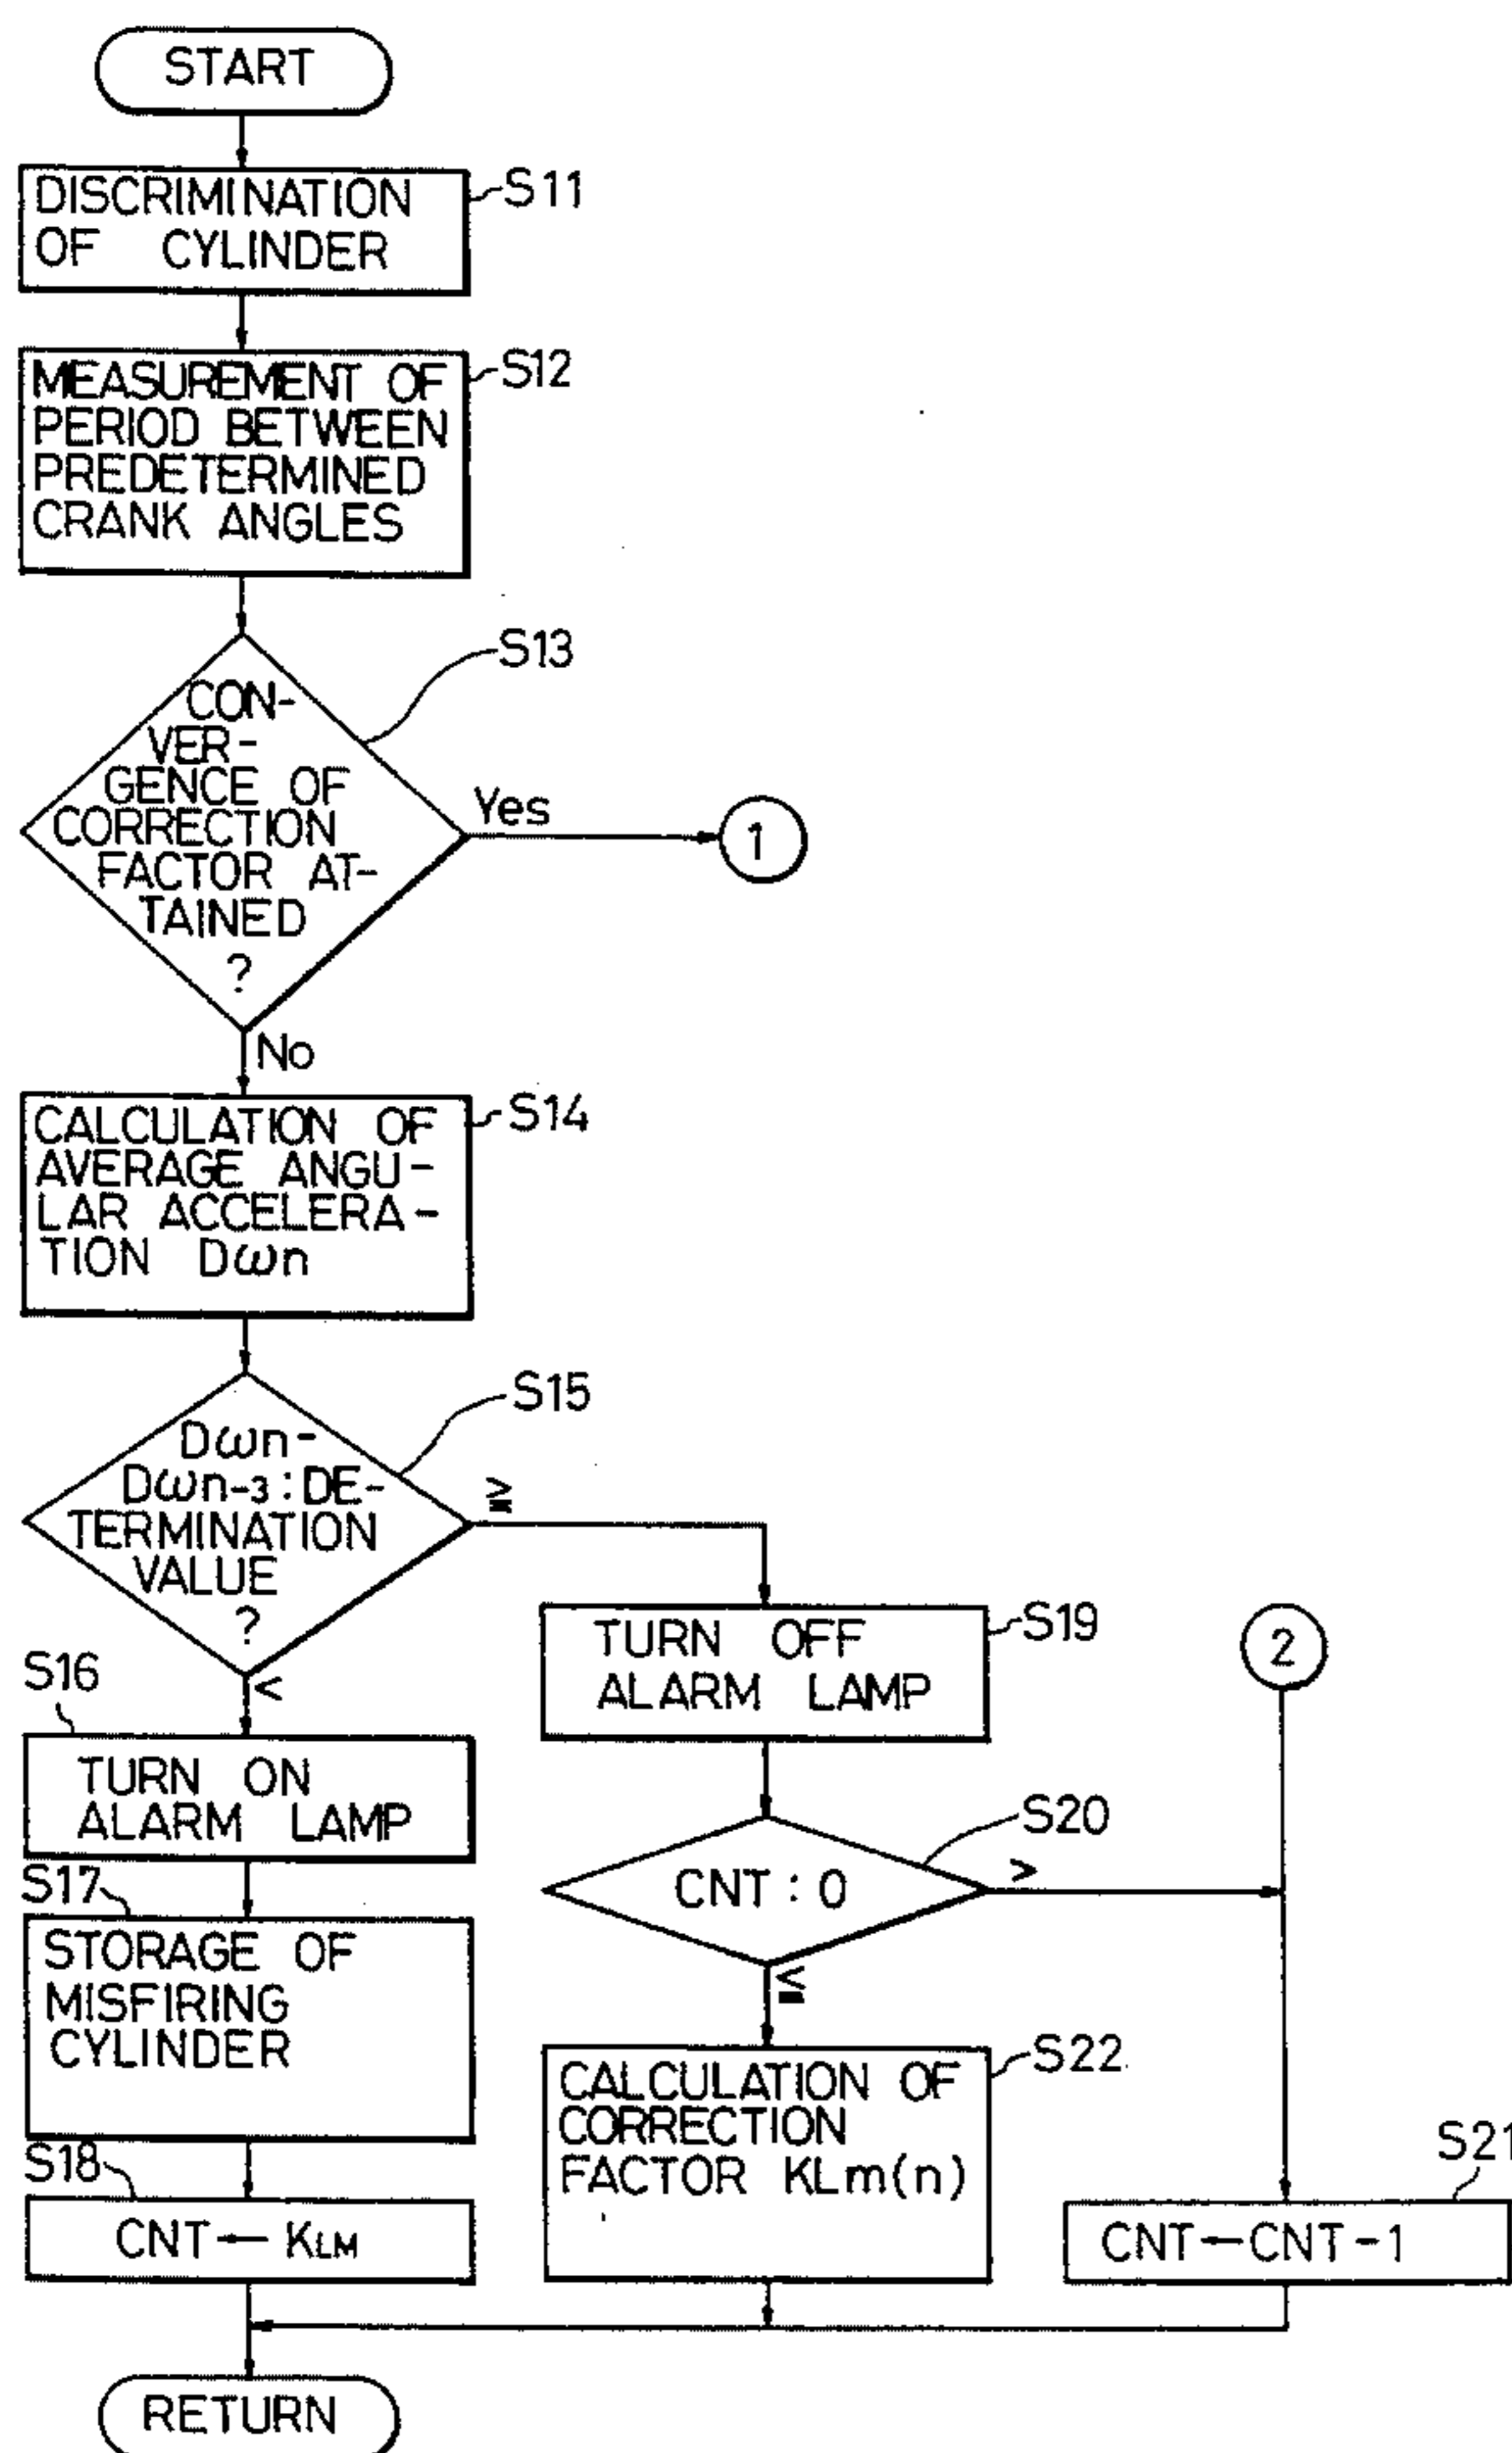 START
DISCRIMINATION
OF CYLINDER
S11
MEASUREMENT OF
PERIOD BETWEEN
PREDETERMINED
CRANK ANGLES
S12
S13
CON-
VER-
GENCE OF
CORRECTION
FACTOR AT-
TAINED
?
Yes
1
No
CALCULATION OF
AVERAGE ANGU-
LAR ACCELERA-
TION Dωn
S14
S15
Dωn-
Dωn-3:DE-
TERMINATION
VALUE
?
≧
<
S16
TURN ON
ALARM LAMP
S17
STORAGE OF
MISFIRING
CYLINDER
S18
CNT ← KLM
TURN OFF
ALARM LAMP
S19
2
S20
CNT : 0
>
≦
CALCULATION OF
CORRECTION
FACTOR KLm(n)
S22
S21
CNT←CNT-1
RETURN